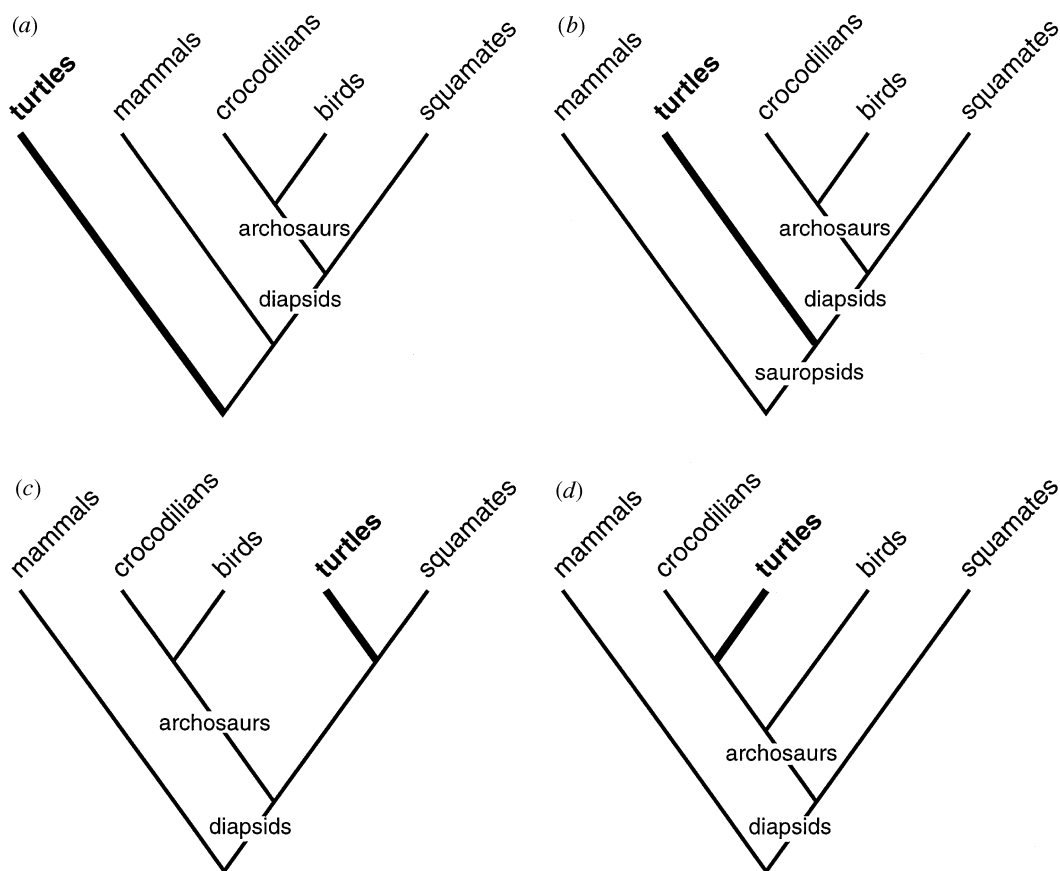 (a)
turtles
mammals
crocodilians
birds
squamates
archosaurs
diapsids
(b)
mammals
turtles
crocodilians
birds
squamates
archosaurs
diapsids
sauropsids
(c)
mammals
crocodilians
birds
turtles
squamates
archosaurs
diapsids
(d)
mammals
crocodilians
turtles
birds
squamates
archosaurs
diapsids